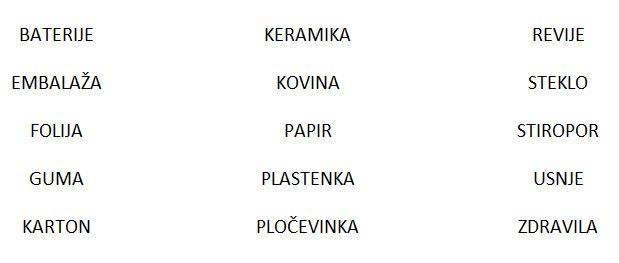 BATERIJE KERAMIKA REVIJE
EMBALAŽA KOVINA STEKLO
FOLIJA PAPIR STIROPOR
GUMA PLASTENKA USNJE
KARTON PLOČEVINKA ZDRAVILA